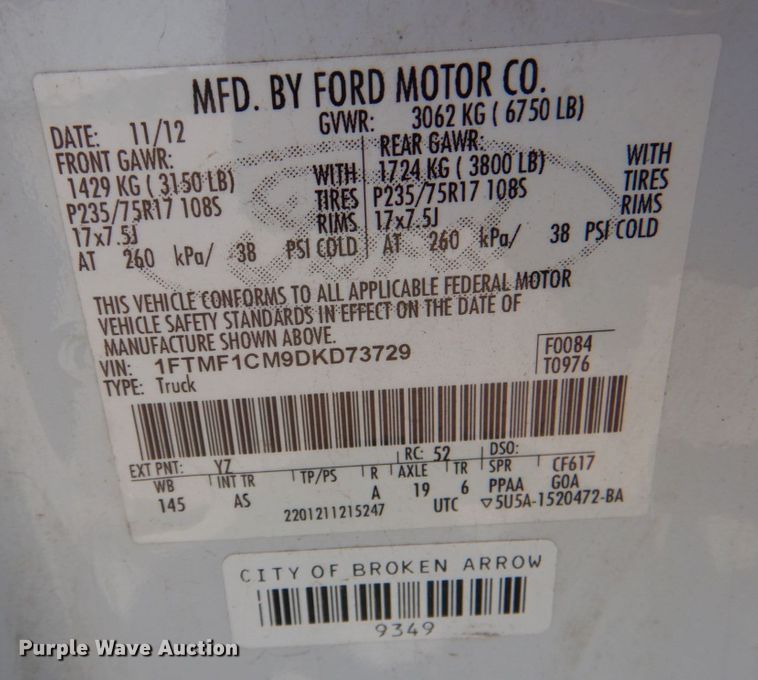 MFD. BY FORD MOTOR CO.
DATE: 11/12 GVWR: 3062 KG ( 6750 LB)
FRONT GAWR: REAR GAWR:
1429 KG ( 3150 LB) WITH 1724 KG ( 3800 LB) WITH
P235/75R17 108S TIRES P235/75R17 108S TIRES
17x7.5J RIMS 17x7.5J RIMS
AT 260 kPa/ 38 PSI COLD AT 260 kPa/ 38 PSI COLD
THIS VEHICLE CONFORMS TO ALL APPLICABLE FEDERAL MOTOR
VEHICLE SAFETY STANDARDS IN EFFECT ON THE DATE OF
MANUFACTURE SHOWN ABOVE.
VIN: 1FTMF1CM9DKD73729 F0084
TYPE: Truck T0976
EXT PNT: YZ RC: 52 DSO:
WB INT TR TP/PS R AXLE TR SPR CF617
145 AS A 19 6 PPAA G0A
2201211215247 UTC ▽5U5A-1520472-BA
CITY OF BROKEN ARROW
9349
Purple Wave Auction